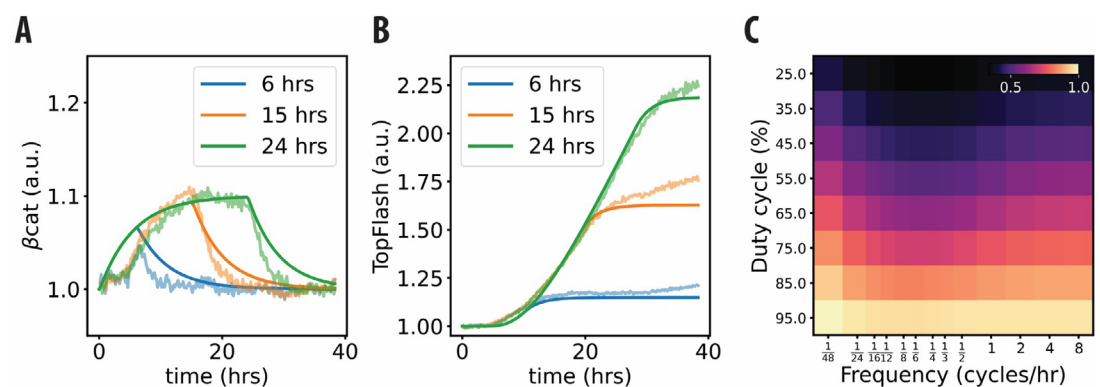 A
B
C
βcat (a.u.)
1.2
1.1
1.0
6 hrs
15 hrs
24 hrs
0
20
40
time (hrs)
TopFlash (a.u.)
2.25
2.00
1.75
1.50
1.25
1.00
6 hrs
15 hrs
24 hrs
0
20
40
time (hrs)
Duty cycle (%)
25.0
35.0
45.0
55.0
65.0
75.0
85.0
95.0
0.5
1.0
1/48 1/24 1/16 1/12 1/8 1/6 1/4 1/3 1/2 1 2 4 8
Frequency (cycles/hr)